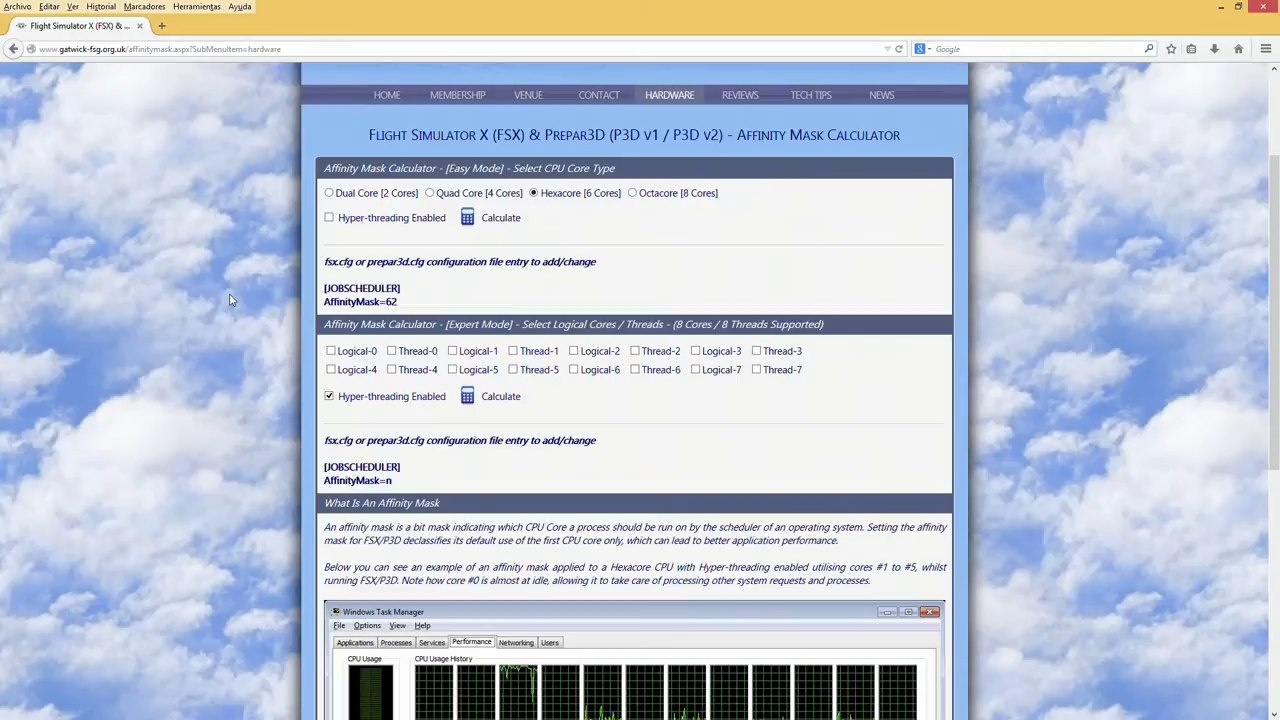 Archivo Editar Ver Historial Marcadores Herramientas Ayuda
Flight Simulator X (FSX) & ...
www.gatwick-fsg.org.uk/affinitymask.aspx?SubMenuItem=hardware
Google
HOME MEMBERSHIP VENUE CONTACT HARDWARE REVIEWS TECH TIPS NEWS
Flight Simulator X (FSX) & Prepar3D (P3D v1 / P3D v2) - Affinity Mask Calculator
Affinity Mask Calculator - [Easy Mode] - Select CPU Core Type
Dual Core [2 Cores] Quad Core [4 Cores] Hexacore [6 Cores] Octacore [8 Cores]
Hyper-threading Enabled Calculate
fsx.cfg or prepar3d.cfg configuration file entry to add/change
[JOBSCHEDULER]
AffinityMask=62
Affinity Mask Calculator - [Expert Mode] - Select Logical Cores / Threads - (8 Cores / 8 Threads Supported)
Logical-0 Thread-0 Logical-1 Thread-1 Logical-2 Thread-2 Logical-3 Thread-3
Logical-4 Thread-4 Logical-5 Thread-5 Logical-6 Thread-6 Logical-7 Thread-7
Hyper-threading Enabled Calculate
fsx.cfg or prepar3d.cfg configuration file entry to add/change
[JOBSCHEDULER]
AffinityMask=n
What Is An Affinity Mask
An affinity mask is a bit mask indicating which CPU Core a process should be run on by the scheduler of an operating system. Setting the affinity
mask for FSX/P3D declassifies its default use of the first CPU core only, which can lead to better application performance.
Below you can see an example of an affinity mask applied to a Hexacore CPU with Hyper-threading enabled utilising cores #1 to #5, whilst
running FSX/P3D. Note how core #0 is almost at idle, allowing it to take care of processing other system requests and processes.
Windows Task Manager
File Options View Help
Applications Processes Services Performance Networking Users
CPU Usage CPU Usage History